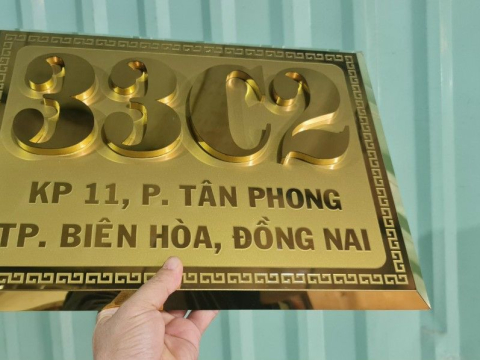 33C2
KP 11, P. TÂN PHONG
TP. BIÊN HÒA, ĐỒNG NAI